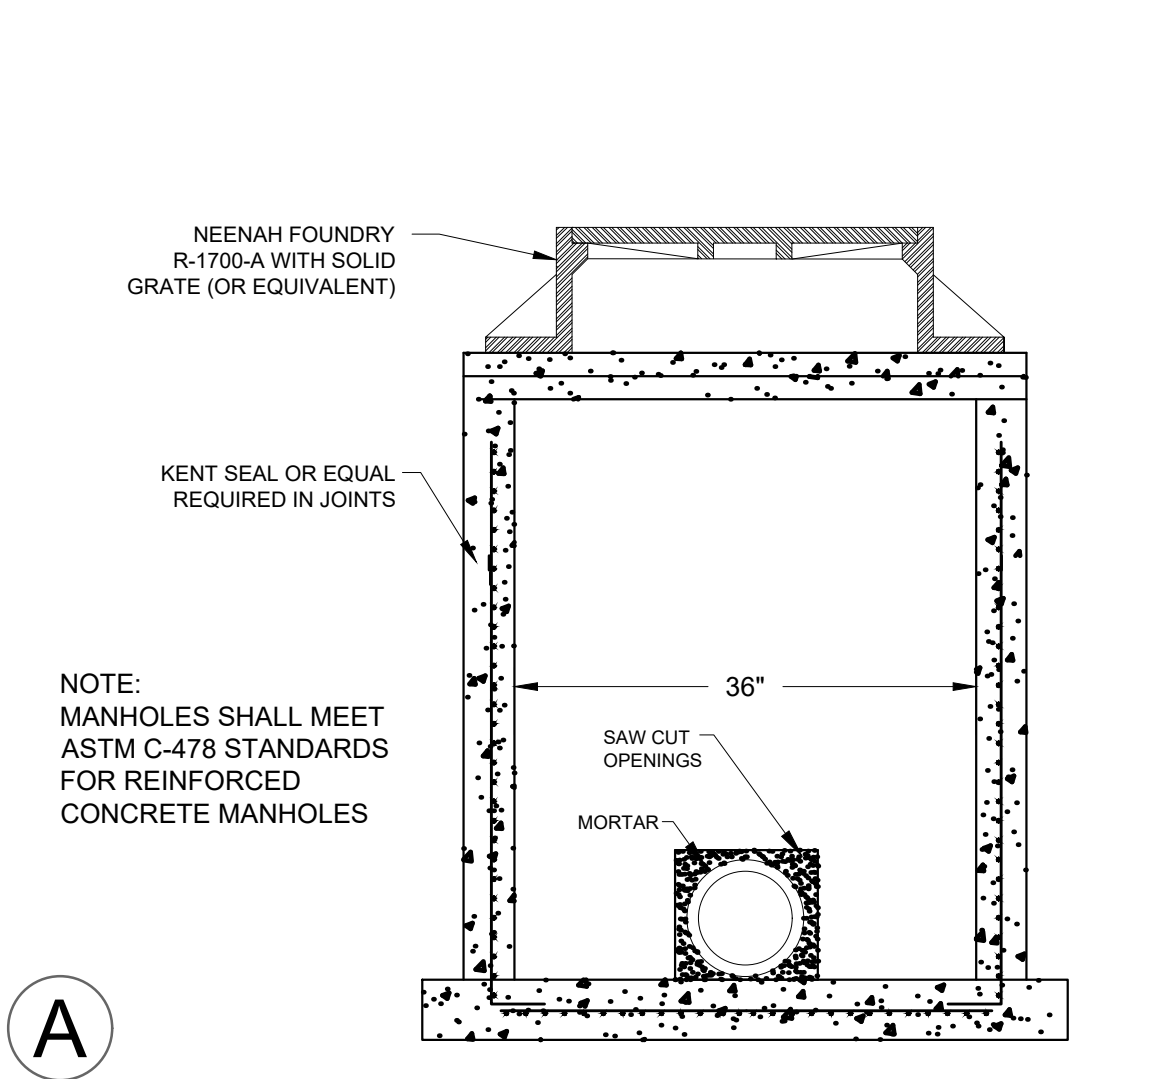 NEENAH FOUNDRY
R-1700-A WITH SOLID
GRATE (OR EQUIVALENT)
KENT SEAL OR EQUAL
REQUIRED IN JOINTS
NOTE:
MANHOLES SHALL MEET
ASTM C-478 STANDARDS
FOR REINFORCED
CONCRETE MANHOLES
36"
SAW CUT
OPENINGS
MORTAR
A